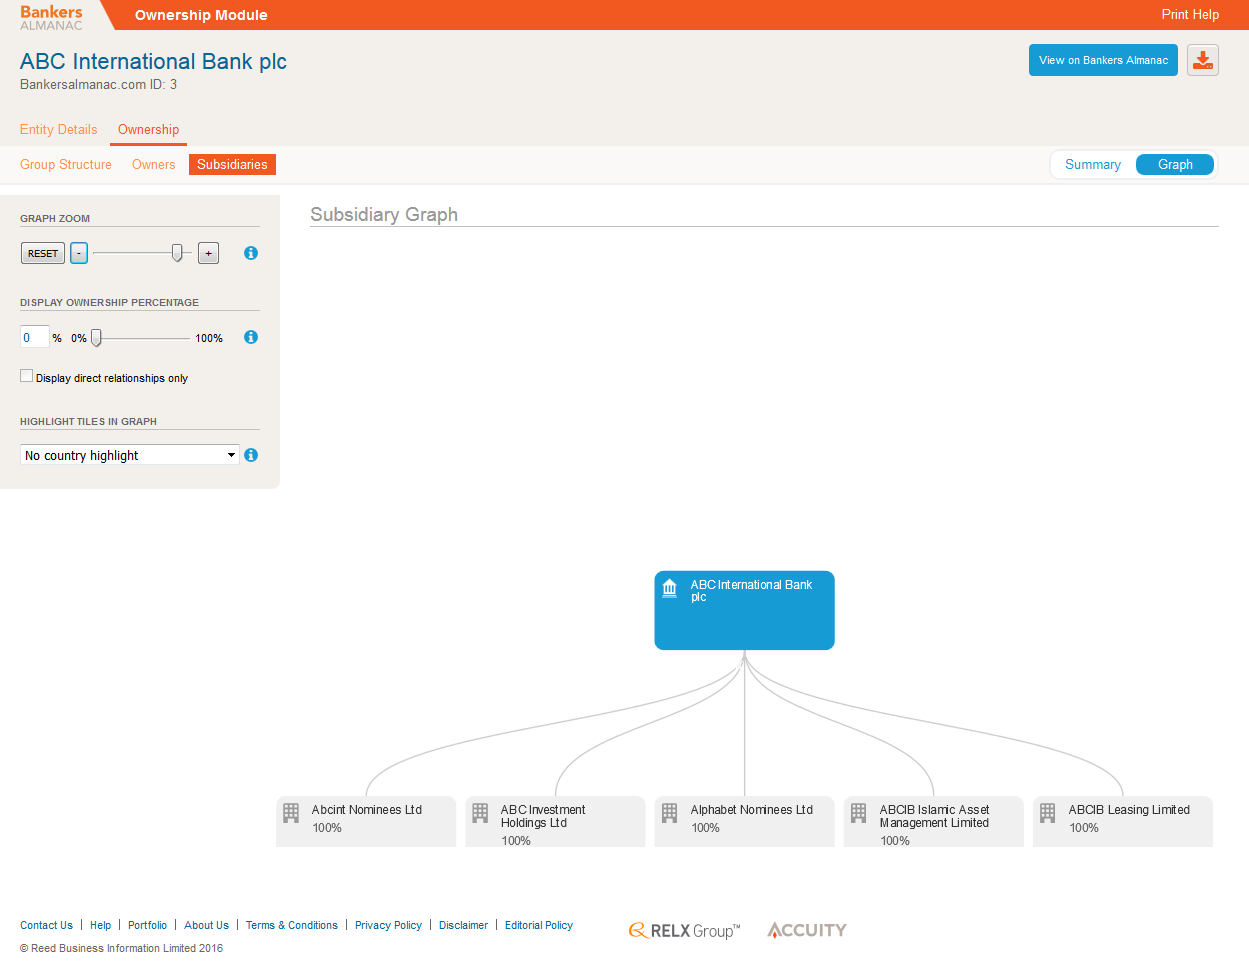 Bankers
ALMANAC
Ownership Module
Print Help
ABC International Bank plc
Bankersalmanac.com ID: 3
View on Bankers Almanac
Entity Details
Ownership
Group Structure
Owners
Subsidiaries
Summary
Graph
GRAPH ZOOM
RESET
-
+
i
DISPLAY OWNERSHIP PERCENTAGE
0
% 0%
100%
i
Display direct relationships only
HIGHLIGHT TILES IN GRAPH
No country highlight
i
Subsidiary Graph
ABC International Bank
plc
Abcint Nominees Ltd
100%
ABC Investment
Holdings Ltd
100%
Alphabet Nominees Ltd
100%
ABCIB Islamic Asset
Management Limited
100%
ABCIB Leasing Limited
100%
Contact Us | Help | Portfolio | About Us | Terms & Conditions | Privacy Policy | Disclaimer | Editorial Policy
© Reed Business Information Limited 2016
RELX Group™
ACCUITY